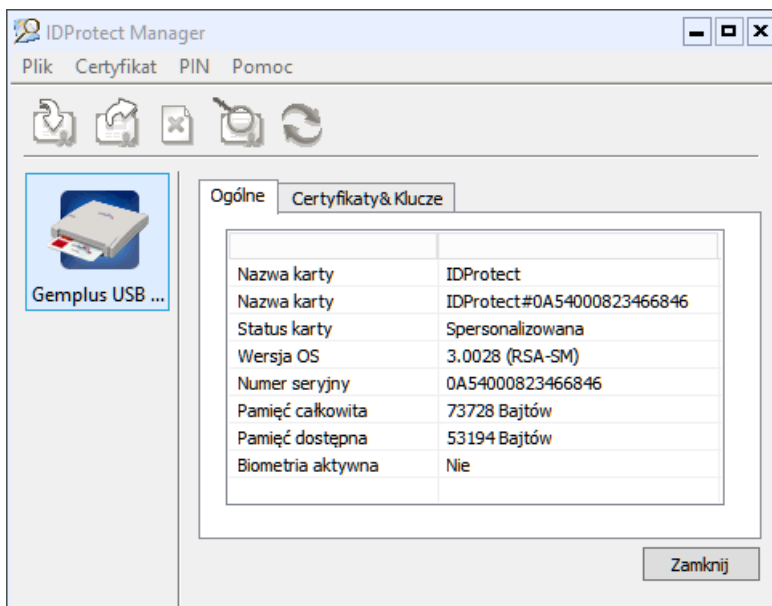 IDProtect Manager
Plik Certyfikat PIN Pomoc
Gemplus USB ...
Ogólne Certyfikaty&Klucze
Nazwa karty IDProtect
Nazwa karty IDProtect#0A54000823466846
Status karty Spersonalizowana
Wersja OS 3.0028 (RSA-SM)
Numer seryjny 0A54000823466846
Pamięć całkowita 73728 Bajtów
Pamięć dostępna 53194 Bajtów
Biometria aktywna Nie
Zamknij